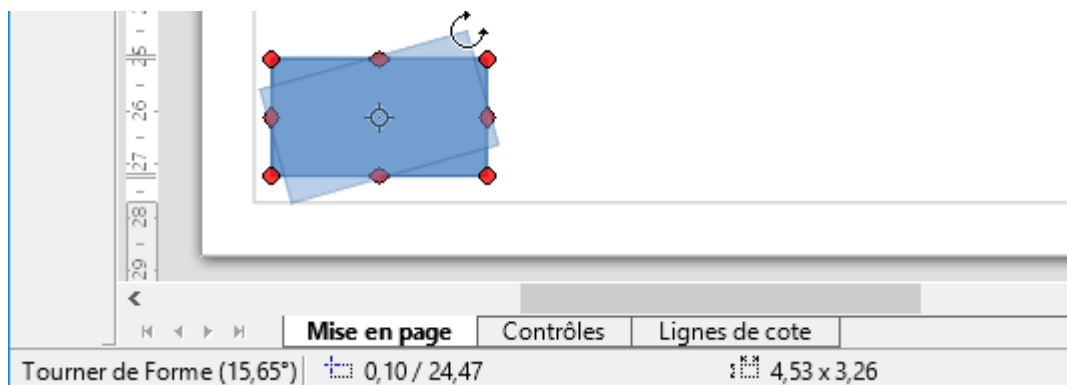 25
26
27
28
29
Mise en page Contrôles Lignes de cote
Tourner de Forme (15,65°) 0,10 / 24,47 4,53 x 3,26